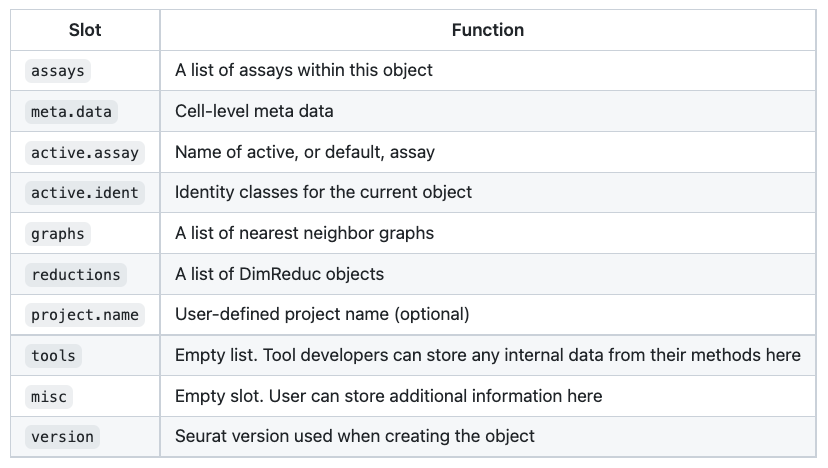 Slot Function
assays A list of assays within this object
meta.data Cell-level meta data
active.assay Name of active, or default, assay
active.ident Identity classes for the current object
graphs A list of nearest neighbor graphs
reductions A list of DimReduc objects
project.name User-defined project name (optional)
tools Empty list. Tool developers can store any internal data from their methods here
misc Empty slot. User can store additional information here
version Seurat version used when creating the object